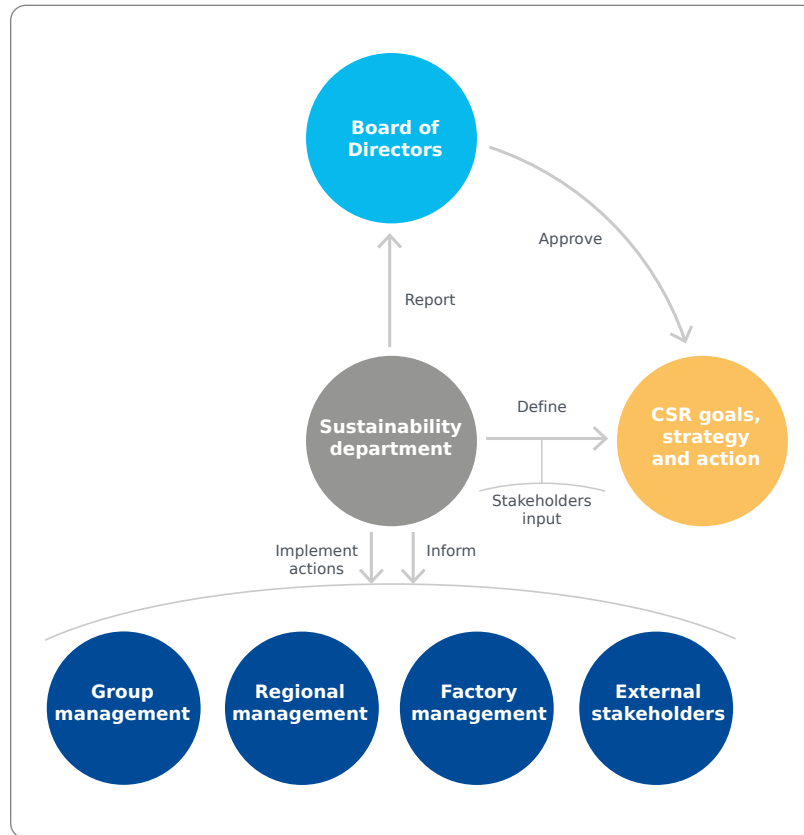 Board of
Directors
Approve
Report
Define
Sustainability
department
CSR goals,
strategy
and action
Stakeholders
input
Implement
actions
Inform
Group
management
Regional
management
Factory
management
External
stakeholders